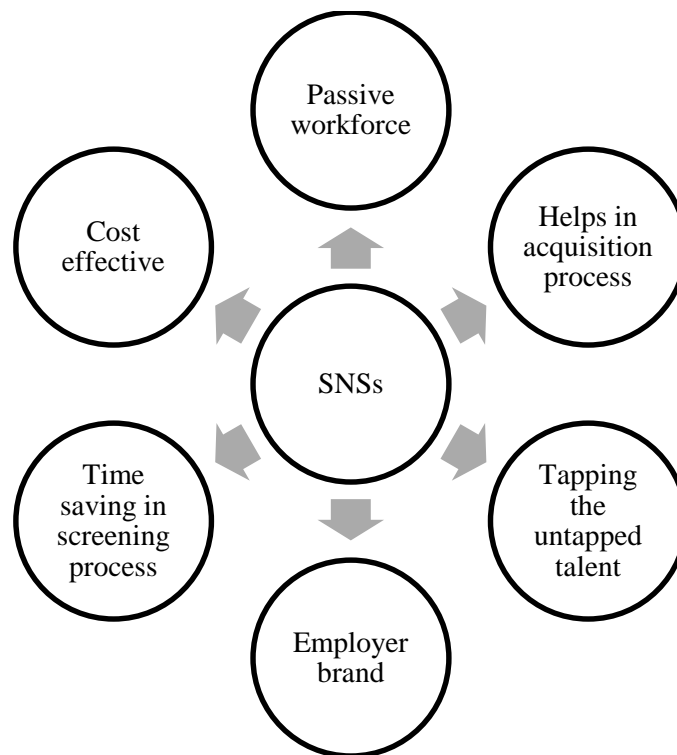 Passive
workforce
Helps in
acquisition
process
Cost
effective
SNSs
Tapping
the
untapped
talent
Time
saving in
screening
process
Employer
brand